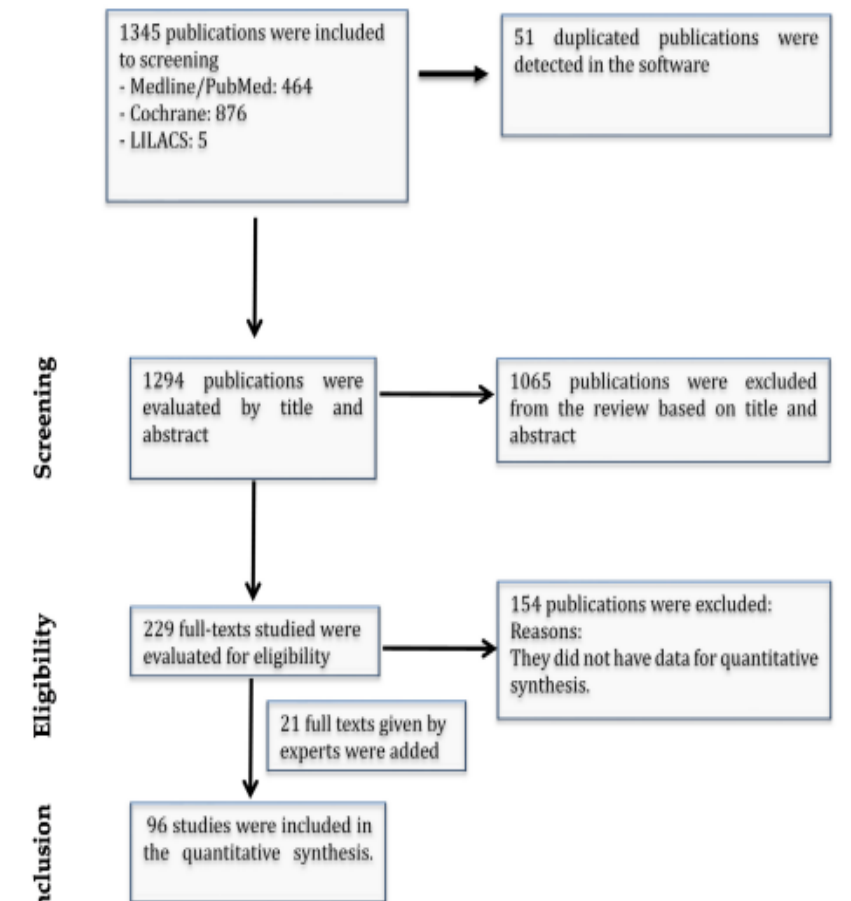 1345 publications were included
to screening
- Medline/PubMed: 464
- Cochrane: 876
- LILACS: 5
51 duplicated publications were
detected in the software
Screening
1294 publications were
evaluated by title and
abstract
1065 publications were excluded
from the review based on title and
abstract
Eligibility
229 full-texts studied were
evaluated for eligibility
154 publications were excluded:
Reasons:
They did not have data for quantitative
synthesis.
21 full texts given by
experts were added
nclusion
96 studies were included in
the quantitative synthesis.